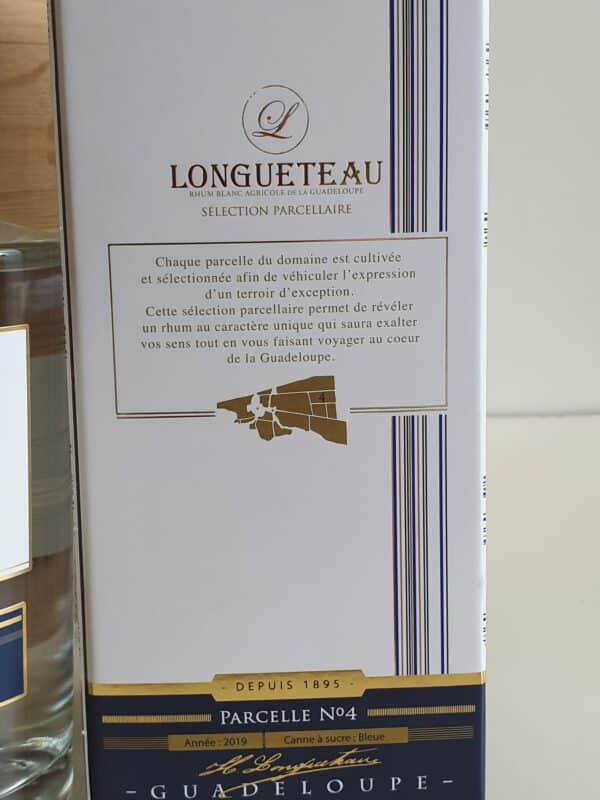 L
LONGUETEAU
RHUM BLANC AGRICOLE DE LA GUADELOUPE
SÉLECTION PARCELLAIRE
Chaque parcelle du domaine est cultivée
et sélectionnée afin de véhiculer l'expression
d'un terroir d'exception.
Cette sélection parcellaire permet de révéler
un rhum au caractère unique qui saura exalter
vos sens tout en vous faisant voyager au coeur
de la Guadeloupe.
4
- DEPUIS 1895 -
PARCELLE Nº4
Année : 2019 Canne à sucre : Bleue
H Longueteau
- GUADELOUPE -